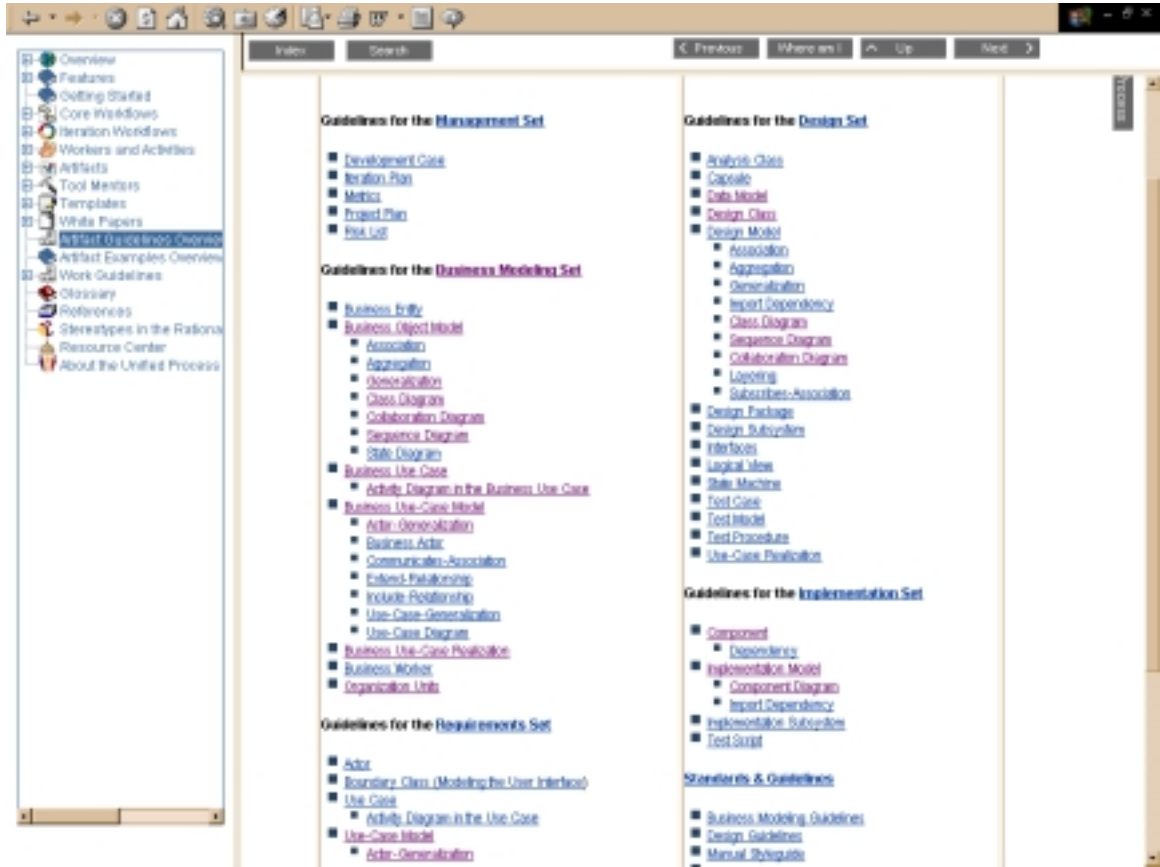 Index
Search
Previous
Where am I
Up
Next
Overview
Features
Getting Started
Core Workflows
Iteration Workflows
Workers and Activities
Artifacts
Tool Mentors
Templates
White Papers
Artifact Guidelines Overview
Artifact Examples Overview
Work Guidelines
Glossary
References
Stereotypes in the Rationa
Resource Center
About the Unified Process
Guidelines for the Management Set
Development Case
Iteration Plan
Metrics
Project Plan
Risk List
Guidelines for the Business Modeling Set
Business Entity
Business Object Model
Association
Aggregation
Generalization
Class Diagram
Collaboration Diagram
Sequence Diagram
State Diagram
Business Use Case
Activity Diagram in the Business Use Case
Business Use-Case Model
Actor-Generalization
Business Actor
Communicates-Association
Extend-Relationship
Include-Relationship
Use-Case-Generalization
Use-Case Diagram
Business Use-Case Realization
Business Worker
Organization Units
Guidelines for the Requirements Set
Actor
Boundary Class (Modeling the User Interface)
Use Case
Activity Diagram in the Use Case
Use-Case Model
Actor-Generalization
Guidelines for the Design Set
Analysis Class
Capsule
Data Model
Design Class
Design Model
Association
Aggregation
Generalization
Import Dependency
Class Diagram
Sequence Diagram
Collaboration Diagram
Layering
Subscribes-Association
Design Package
Design Subsystem
Interfaces
Logical View
State Machine
Test Case
Test Model
Test Procedure
Use-Case Realization
Guidelines for the Implementation Set
Component
Dependency
Implementation Model
Component Diagram
Import Dependency
Implementation Subsystem
Test Script
Standards & Guidelines
Business Modeling Guidelines
Design Guidelines
Manual Styleguide